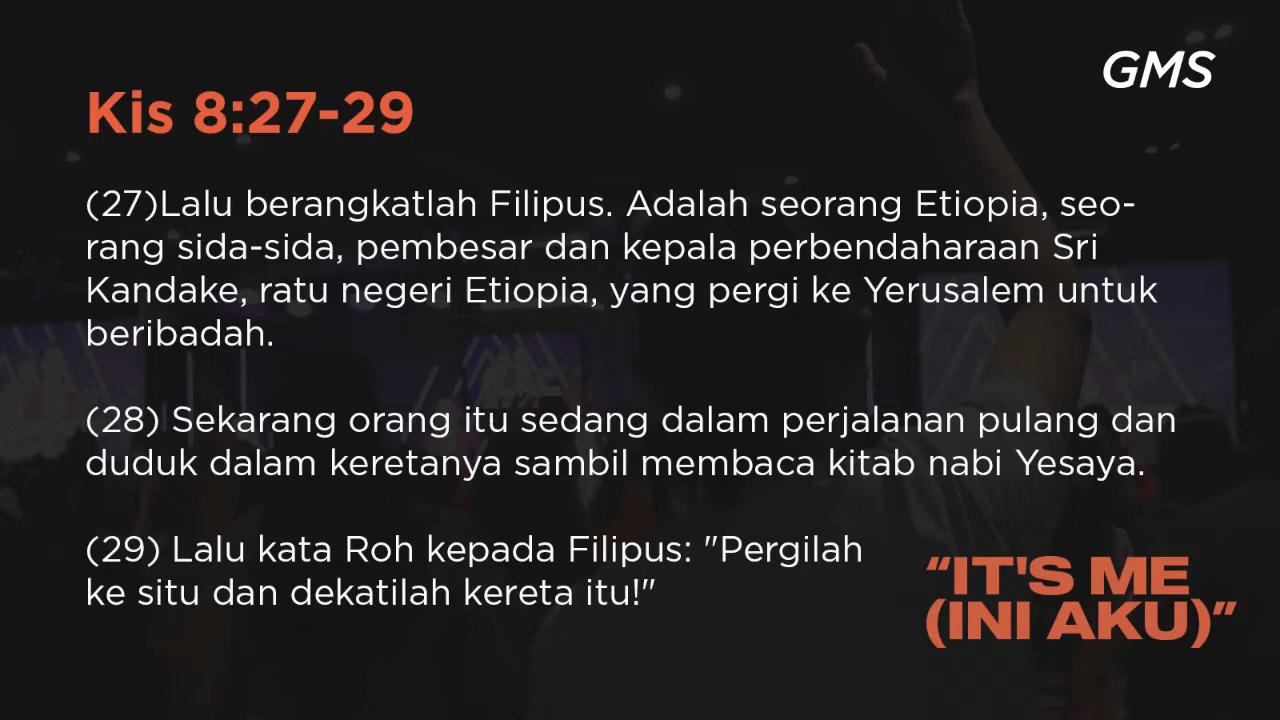 GMS
Kis 8:27-29
(27)Lalu berangkatlah Filipus. Adalah seorang Etiopia, seo-
rang sida-sida, pembesar dan kepala perbendaharaan Sri
Kandake, ratu negeri Etiopia, yang pergi ke Yerusalem untuk
beribadah.
(28) Sekarang orang itu sedang dalam perjalanan pulang dan
duduk dalam keretanya sambil membaca kitab nabi Yesaya.
(29) Lalu kata Roh kepada Filipus: "Pergilah
ke situ dan dekatilah kereta itu!"
“IT'S ME
(INI AKU)”